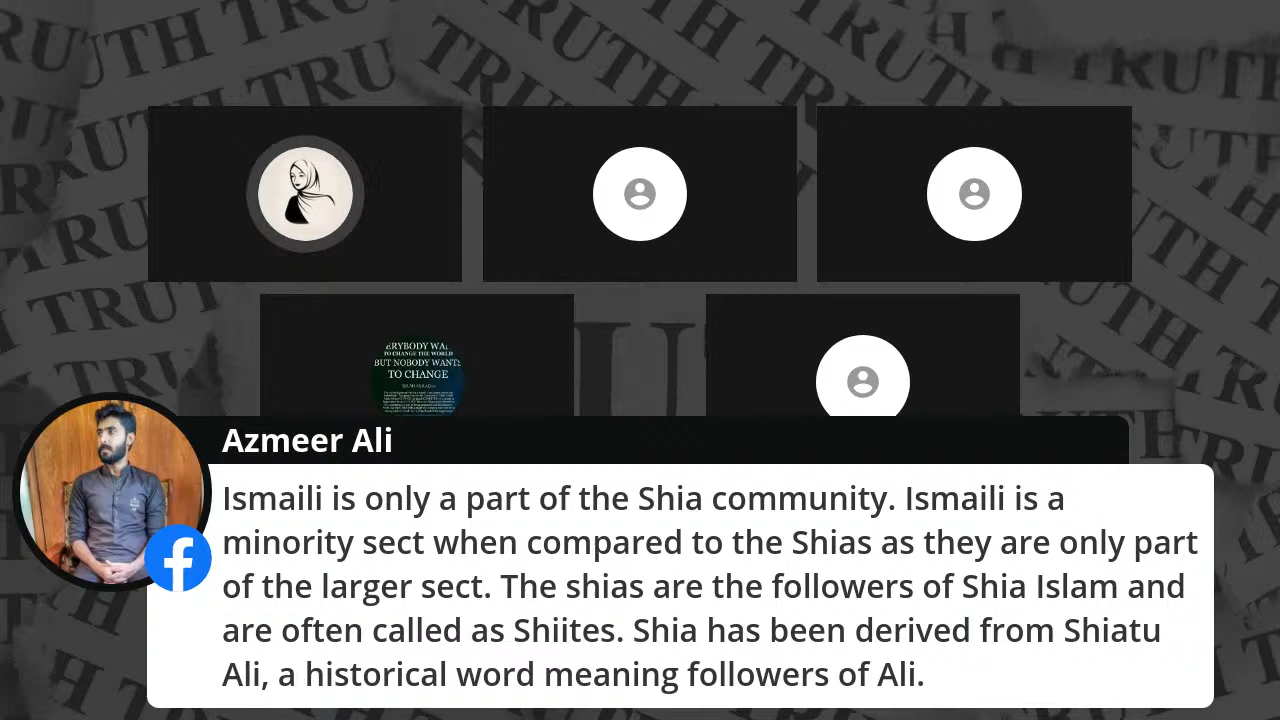 ERYBODY WA
TO CHANGE THE WORLD
BUT NOBODY WANTS
TO CHANGE
Azmeer Ali
Ismaili is only a part of the Shia community. Ismaili is a
minority sect when compared to the Shias as they are only part
of the larger sect. The shias are the followers of Shia Islam and
are often called as Shiites. Shia has been derived from Shiatu
Ali, a historical word meaning followers of Ali.